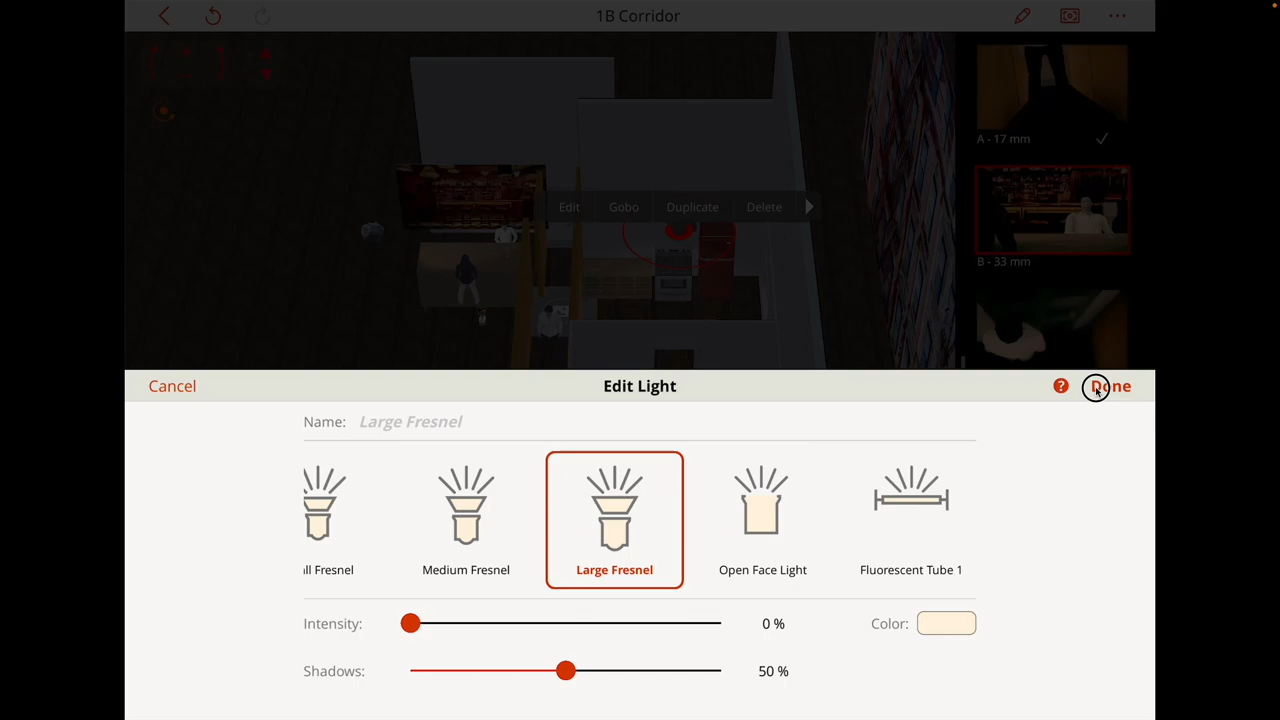 1B Corridor
A - 17 mm
Edit Gobo Duplicate Delete
B - 33 mm
Cancel Edit Light ? Done
Name: Large Fresnel
ll Fresnel Medium Fresnel Large Fresnel Open Face Light Fluorescent Tube 1
Intensity: 0 % Color:
Shadows: 50 %